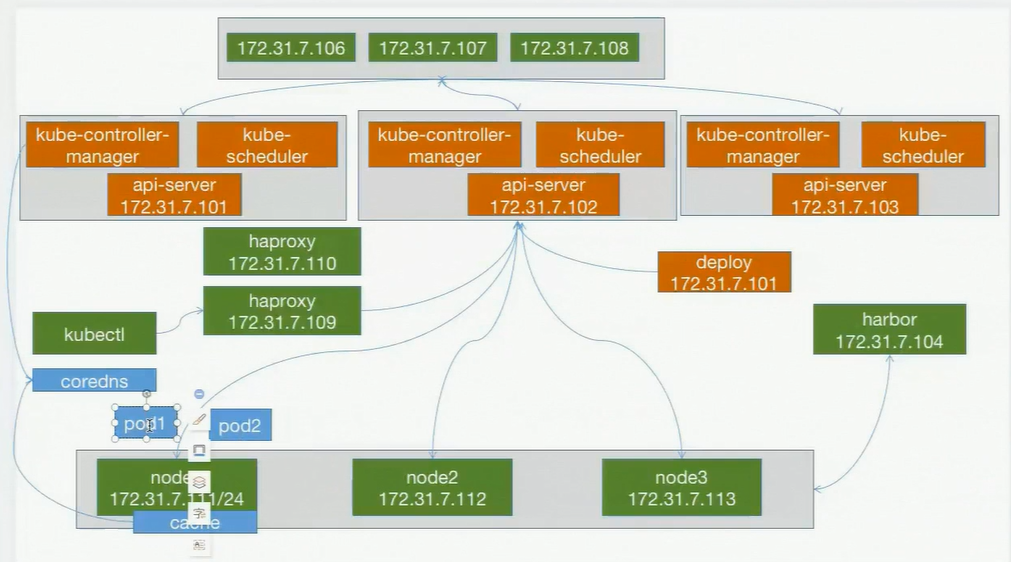 172.31.7.106
172.31.7.107
172.31.7.108
kube-controller-
manager
kube-
scheduler
api-server
172.31.7.101
kube-controller-
manager
kube-
scheduler
api-server
172.31.7.102
kube-controller-
manager
kube-
scheduler
api-server
172.31.7.103
haproxy
172.31.7.110
haproxy
172.31.7.109
deploy
172.31.7.101
harbor
172.31.7.104
kubectl
coredns
pod1
pod2
node
172.31.7.111/24
cache
node2
172.31.7.112
node3
172.31.7.113
字